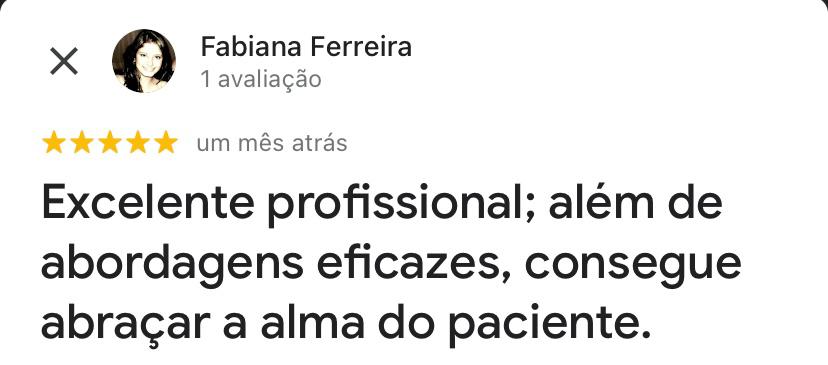 Fabiana Ferreira
1 avaliação
um mês atrás
Excelente profissional; além de
abordagens eficazes, consegue
abraçar a alma do paciente.